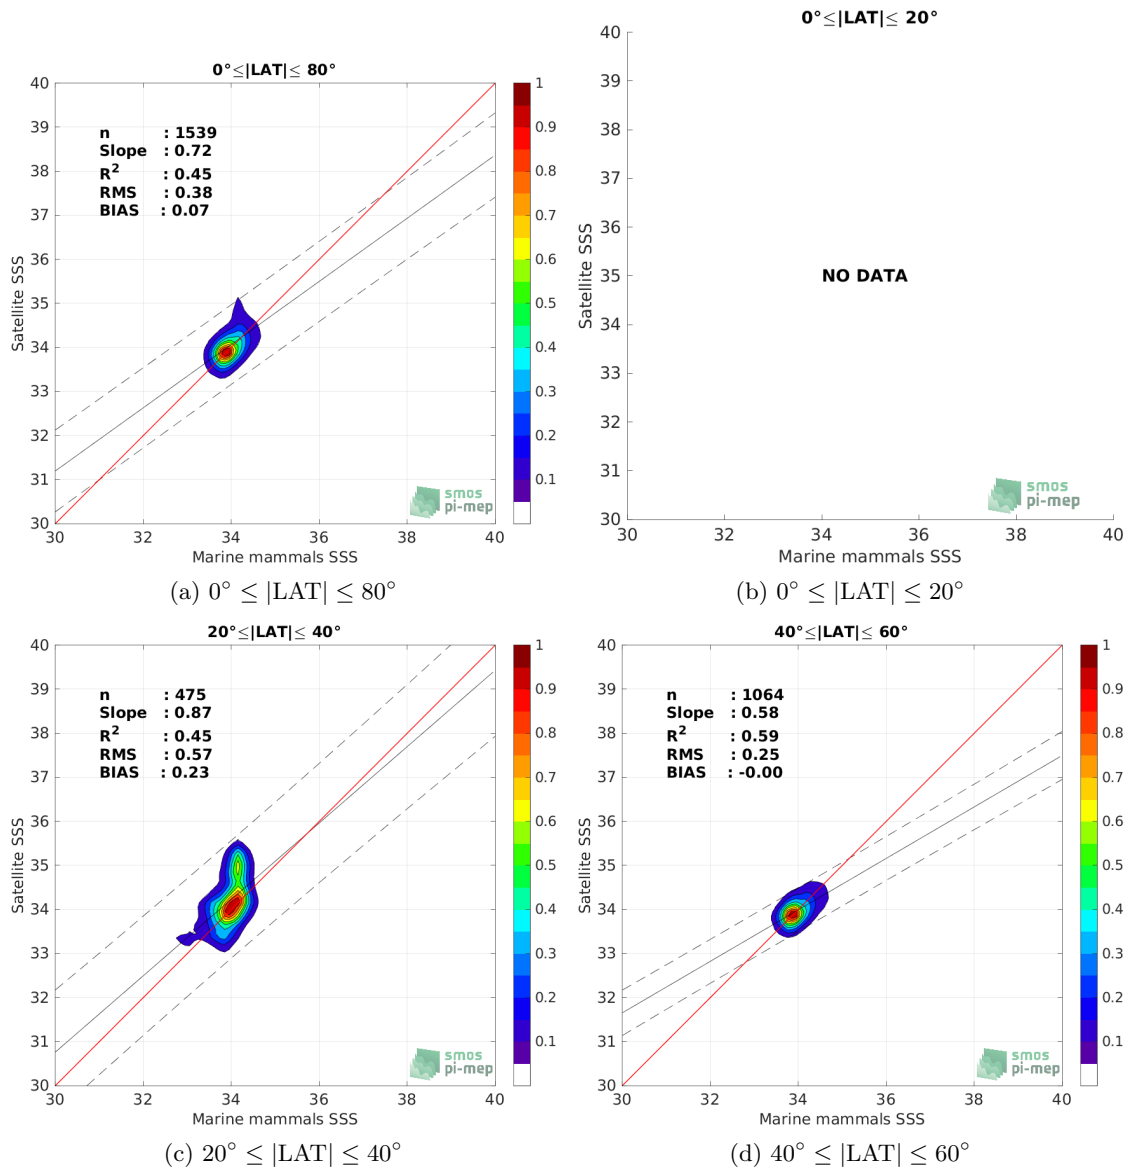 0°≤|LAT|≤ 80°
40
39
38
37
36
35
34
33
32
31
30
Satellite SSS
n : 1539
Slope : 0.72
R² : 0.45
RMS : 0.38
BIAS : 0.07
smos
pi-mep
30 32 34 36 38 40
Marine mammals SSS
1
0.9
0.8
0.7
0.6
0.5
0.4
0.3
0.2
0.1
(a) 0° ≤ |LAT| ≤ 80°
0°≤|LAT|≤ 20°
40
39
38
37
36
35
34
33
32
31
30
Satellite SSS
NO DATA
smos
pi-mep
30 32 34 36 38 40
Marine mammals SSS
(b) 0° ≤ |LAT| ≤ 20°
20°≤|LAT|≤ 40°
40
39
38
37
36
35
34
33
32
31
30
Satellite SSS
n : 475
Slope : 0.87
R² : 0.45
RMS : 0.57
BIAS : 0.23
smos
pi-mep
30 32 34 36 38 40
Marine mammals SSS
1
0.9
0.8
0.7
0.6
0.5
0.4
0.3
0.2
0.1
(c) 20° ≤ |LAT| ≤ 40°
40°≤|LAT|≤ 60°
40
39
38
37
36
35
34
33
32
31
30
Satellite SSS
n : 1064
Slope : 0.58
R² : 0.59
RMS : 0.25
BIAS : -0.00
smos
pi-mep
30 32 34 36 38 40
Marine mammals SSS
1
0.9
0.8
0.7
0.6
0.5
0.4
0.3
0.2
0.1
(d) 40° ≤ |LAT| ≤ 60°